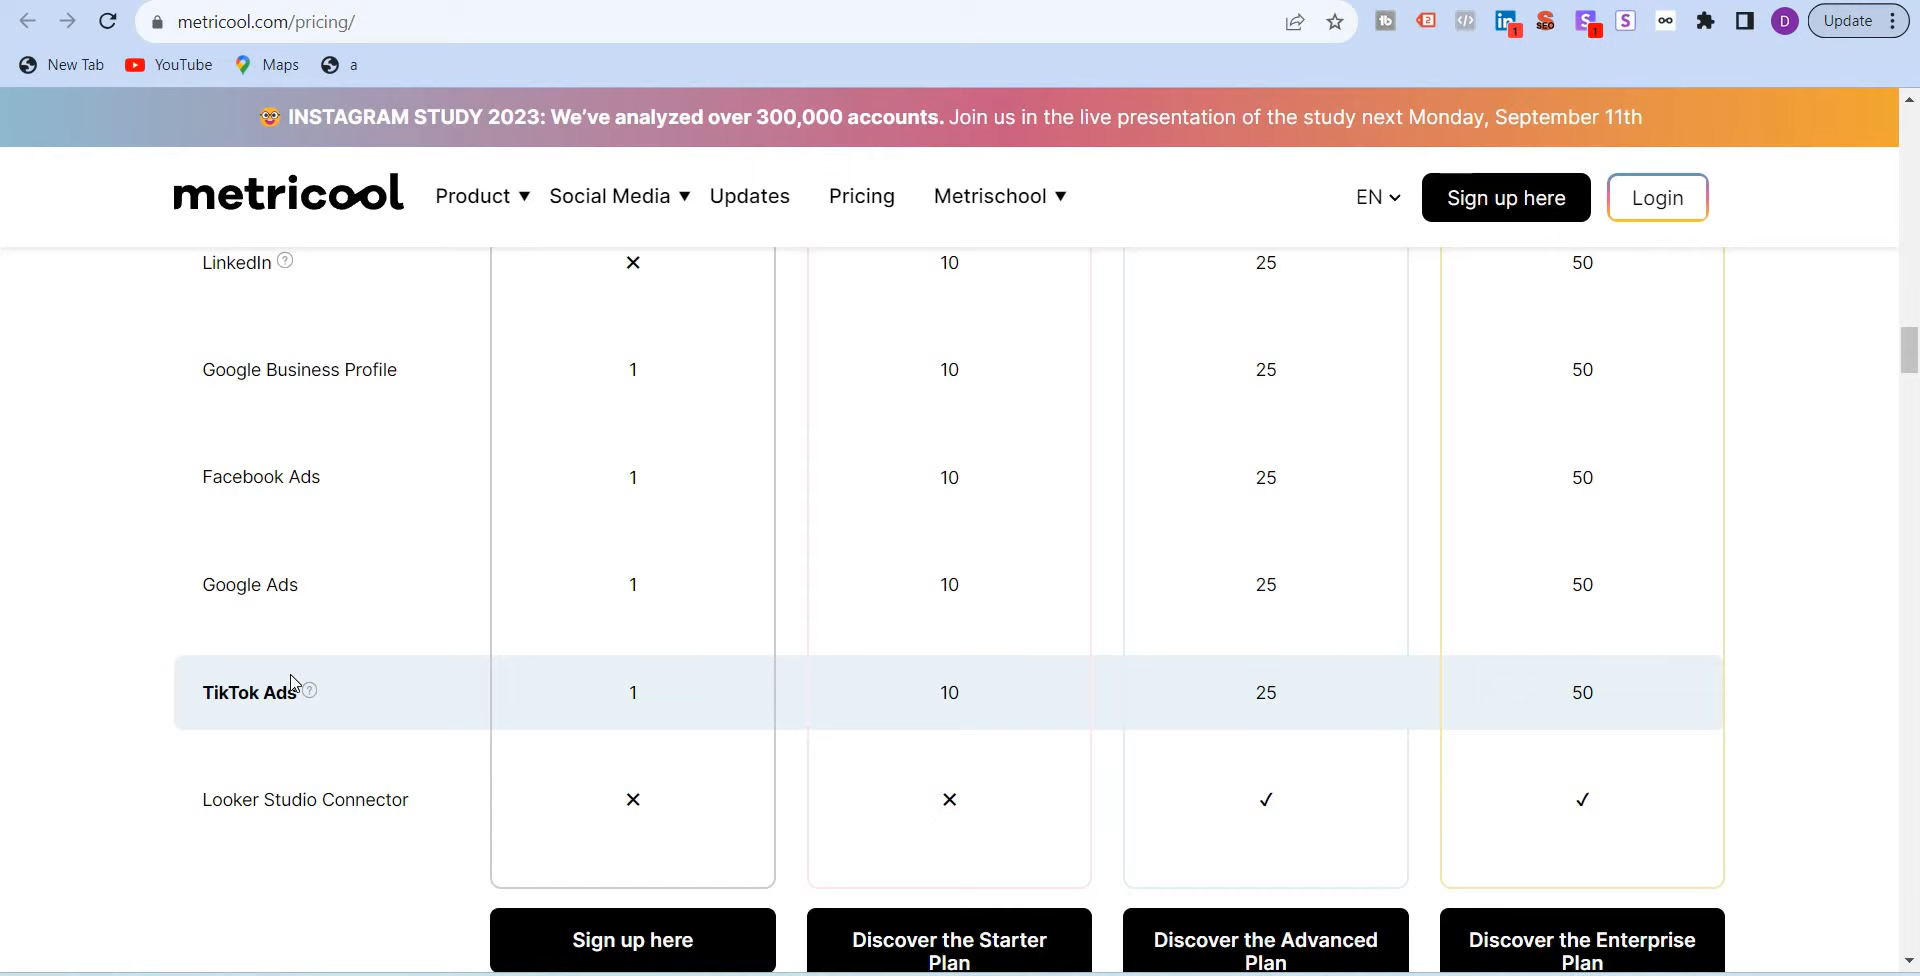 metricool.com/pricing/
Update
New Tab
YouTube
Maps
a
INSTAGRAM STUDY 2023: We've analyzed over 300,000 accounts. Join us in the live presentation of the study next Monday, September 11th
metricool
Product ▼ Social Media ▼ Updates Pricing Metrischool ▼
EN
Sign up here
Login
LinkedIn ? ✕ 10 25 50
Google Business Profile 1 10 25 50
Facebook Ads 1 10 25 50
Google Ads 1 10 25 50
TikTok Ads ? 1 10 25 50
Looker Studio Connector ✕ ✕ ✓ ✓
Sign up here
Discover the Starter
Plan
Discover the Advanced
Plan
Discover the Enterprise
Plan